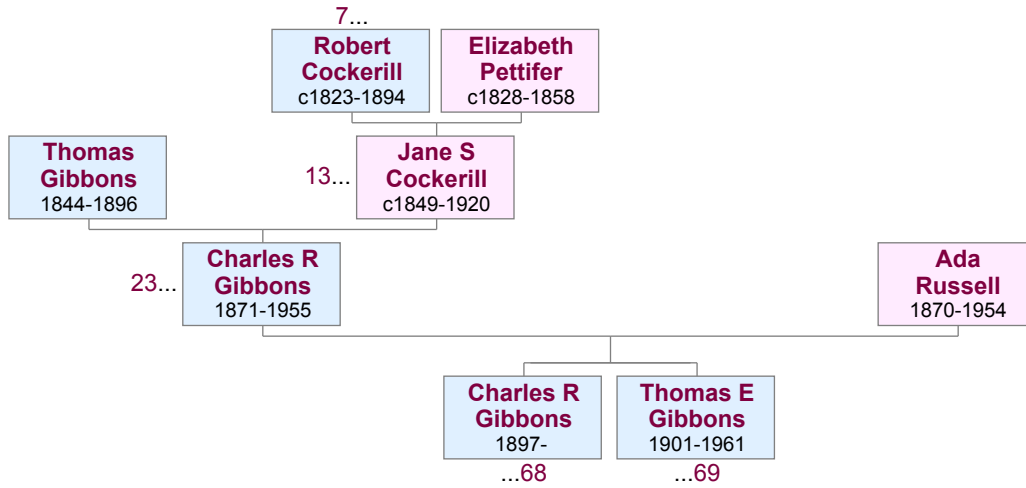 7...
Robert
Cockerill
c1823-1894
Elizabeth
Pettifer
c1828-1858
Thomas
Gibbons
1844-1896
13...
Jane S
Cockerill
c1849-1920
23...
Charles R
Gibbons
1871-1955
Ada
Russell
1870-1954
Charles R
Gibbons
1897-
...68
Thomas E
Gibbons
1901-1961
...69